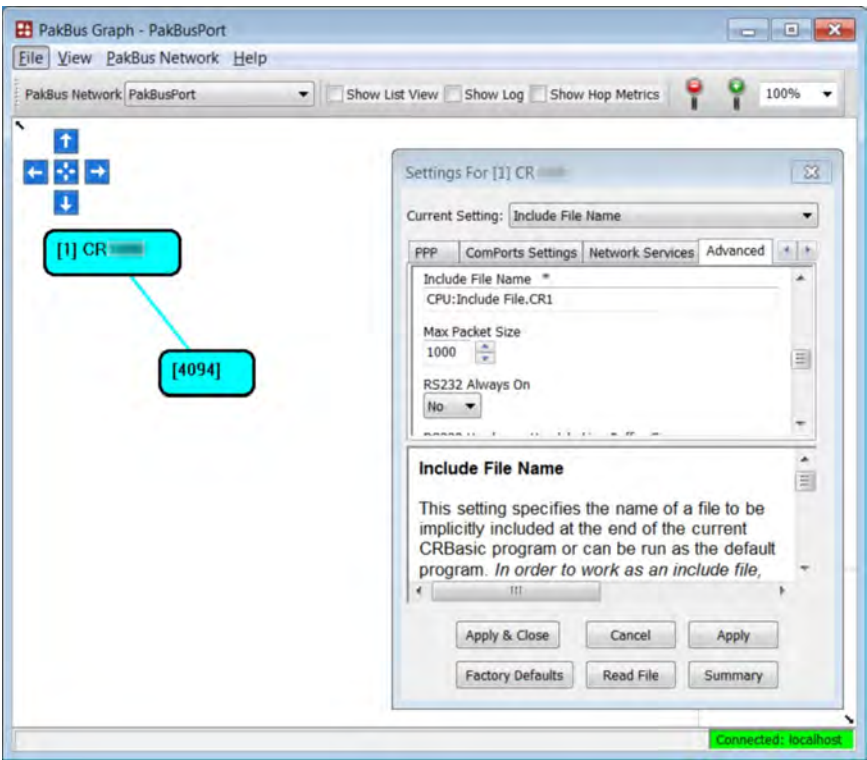 PakBus Graph - PakBusPort
File View PakBus Network Help
PakBus Network PakBusPort Show List View Show Log Show Hop Metrics 100%
[1] CR
[4094]
Settings For [1] CR
Current Setting: Include File Name
PPP ComPorts Settings Network Services Advanced
Include File Name *
CPU:Include File.CR1
Max Packet Size
1000
RS232 Always On
No
Include File Name
This setting specifies the name of a file to be
implicitly included at the end of the current
CRBasic program or can be run as the default
program. In order to work as an include file,
Apply & Close Cancel Apply
Factory Defaults Read File Summary
Connected: localhost